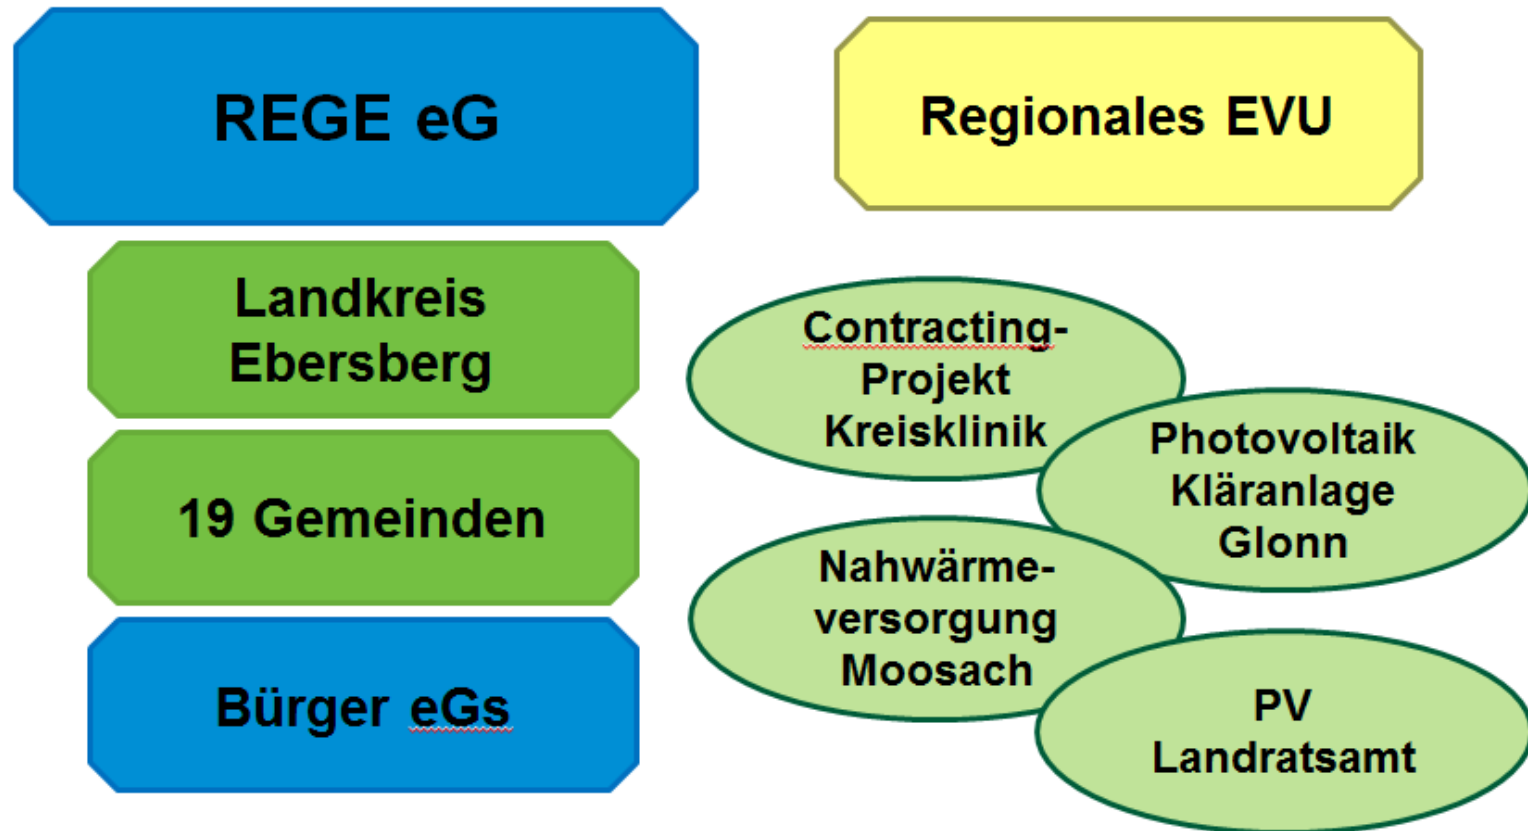 REGE eG
Regionales EVU
Landkreis
Ebersberg
19 Gemeinden
Bürger eGs
Contracting-
Projekt
Kreisklinik
Photovoltaik
Kläranlage
Glonn
Nahwärme-
versorgung
Moosach
PV
Landratsamt